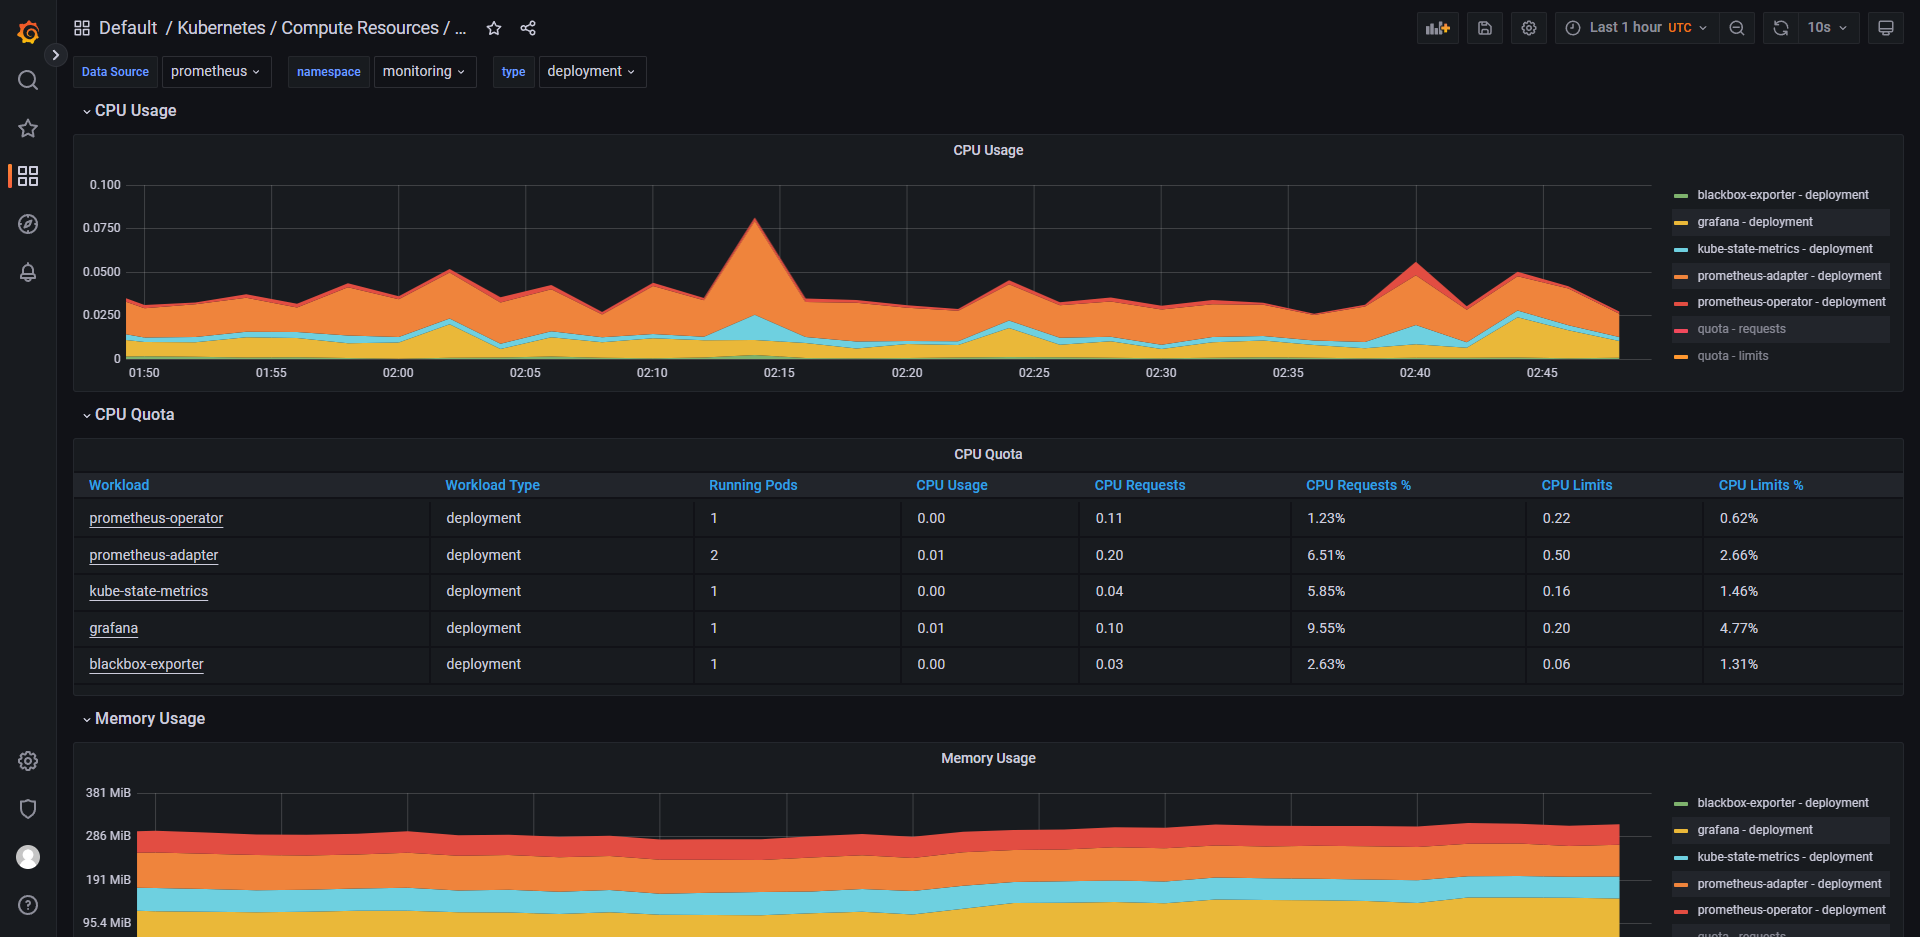 Default / Kubernetes / Compute Resources / ...
Last 1 hour UTC
10s
Data Source prometheus
namespace monitoring
type deployment
CPU Usage
CPU Usage
0.100
0.0750
0.0500
0.0250
0
01:50 01:55 02:00 02:05 02:10 02:15 02:20 02:25 02:30 02:35 02:40 02:45
blackbox-exporter - deployment
grafana - deployment
kube-state-metrics - deployment
prometheus-adapter - deployment
prometheus-operator - deployment
quota - requests
quota - limits
CPU Quota
CPU Quota
Workload Workload Type Running Pods CPU Usage CPU Requests CPU Requests % CPU Limits CPU Limits %
prometheus-operator deployment 1 0.00 0.11 1.23% 0.22 0.62%
prometheus-adapter deployment 2 0.01 0.20 6.51% 0.50 2.66%
kube-state-metrics deployment 1 0.00 0.04 5.85% 0.16 1.46%
grafana deployment 1 0.01 0.10 9.55% 0.20 4.77%
blackbox-exporter deployment 1 0.00 0.03 2.63% 0.06 1.31%
Memory Usage
Memory Usage
381 MiB
286 MiB
191 MiB
95.4 MiB
blackbox-exporter - deployment
grafana - deployment
kube-state-metrics - deployment
prometheus-adapter - deployment
prometheus-operator - deployment
quota - requests